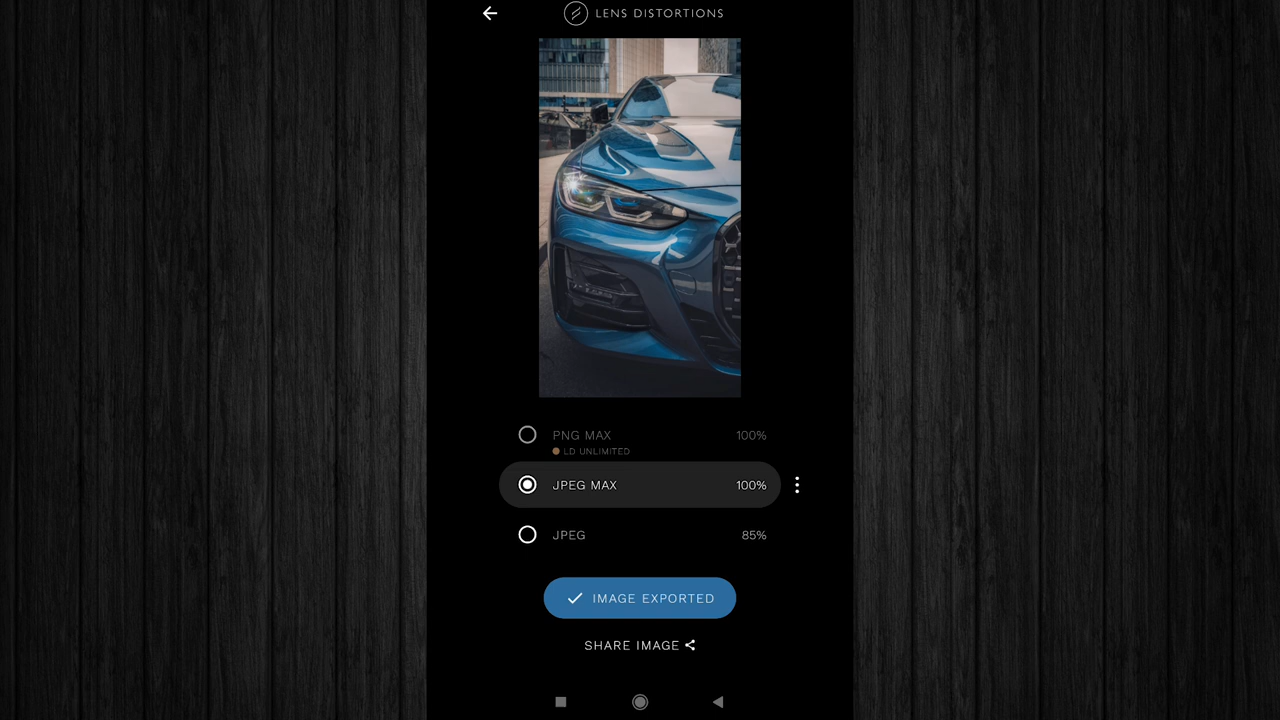 LENS DISTORTIONS
PNG MAX 100%
LD UNLIMITED
JPEG MAX 100%
JPEG 85%
IMAGE EXPORTED
SHARE IMAGE